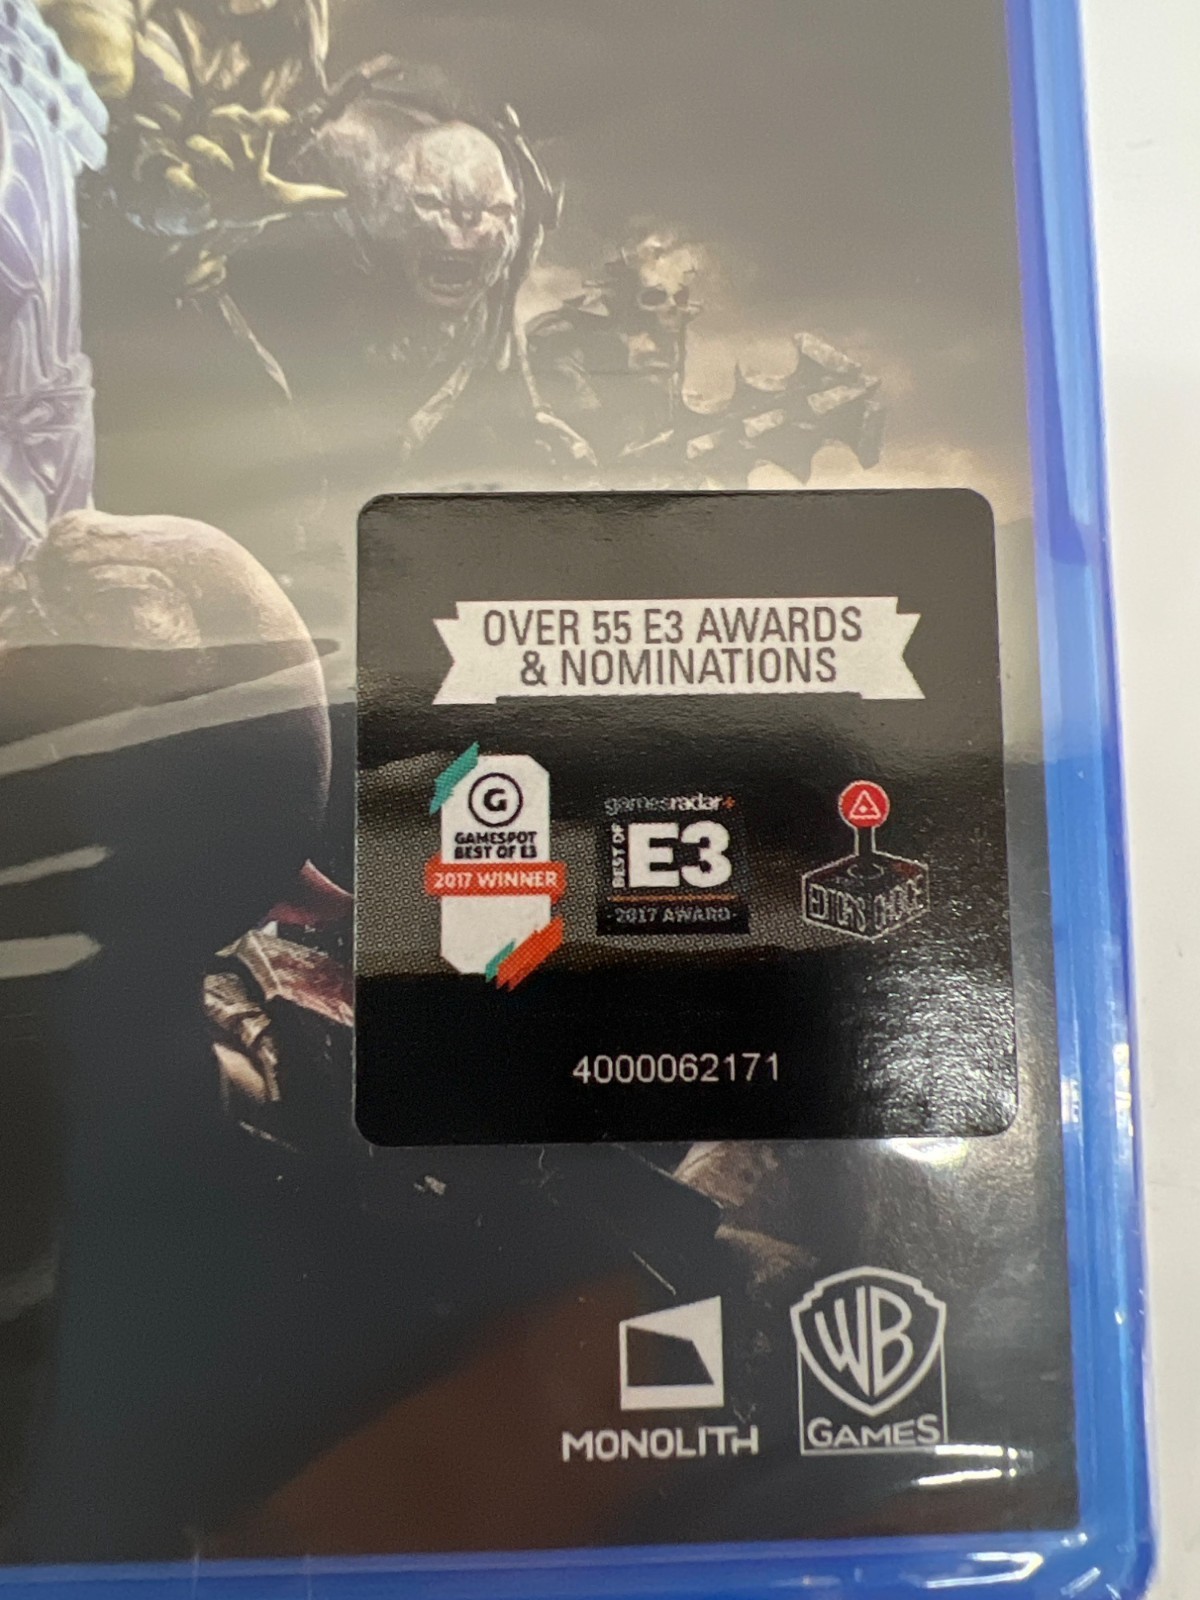 OVER 55 E3 AWARDS
& NOMINATIONS
G
GAMESPOT
BEST OF E3
2017 WINNER
gamesradar+
BEST OF
E3
2017 AWARD
EDITOR'S CHOICE
4000062171
MONOLITH
WB
GAMES